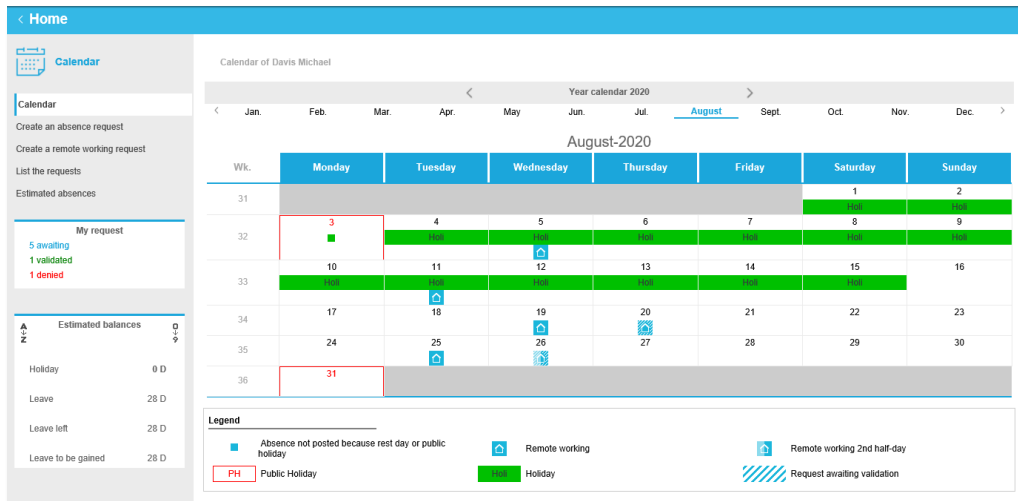 Home
Calendar
Calendar
Create an absence request
Create a remote working request
List the requests
Estimated absences
My request
5 awaiting
1 validated
1 denied
A Z
Estimated balances
0 9
Holiday 0 D
Leave 28 D
Leave left 28 D
Leave to be gained 28 D
Calendar of Davis Michael
Year calendar 2020
Jan. Feb. Mar. Apr. May Jun. Jul. August Sept. Oct. Nov. Dec.
August-2020
Wk. Monday Tuesday Wednesday Thursday Friday Saturday Sunday
31 1 2
Holi Holi
32 3 4 5 6 7 8 9
Holi Holi Holi Holi Holi Holi
33 10 11 12 13 14 15 16
Holi Holi Holi Holi Holi Holi
34 17 18 19 20 21 22 23
35 24 25 26 27 28 29 30
36 31
Legend
Absence not posted because rest day or public
holiday
Remote working
Remote working 2nd half-day
PH Public Holiday
Holi Holiday
Request awaiting validation